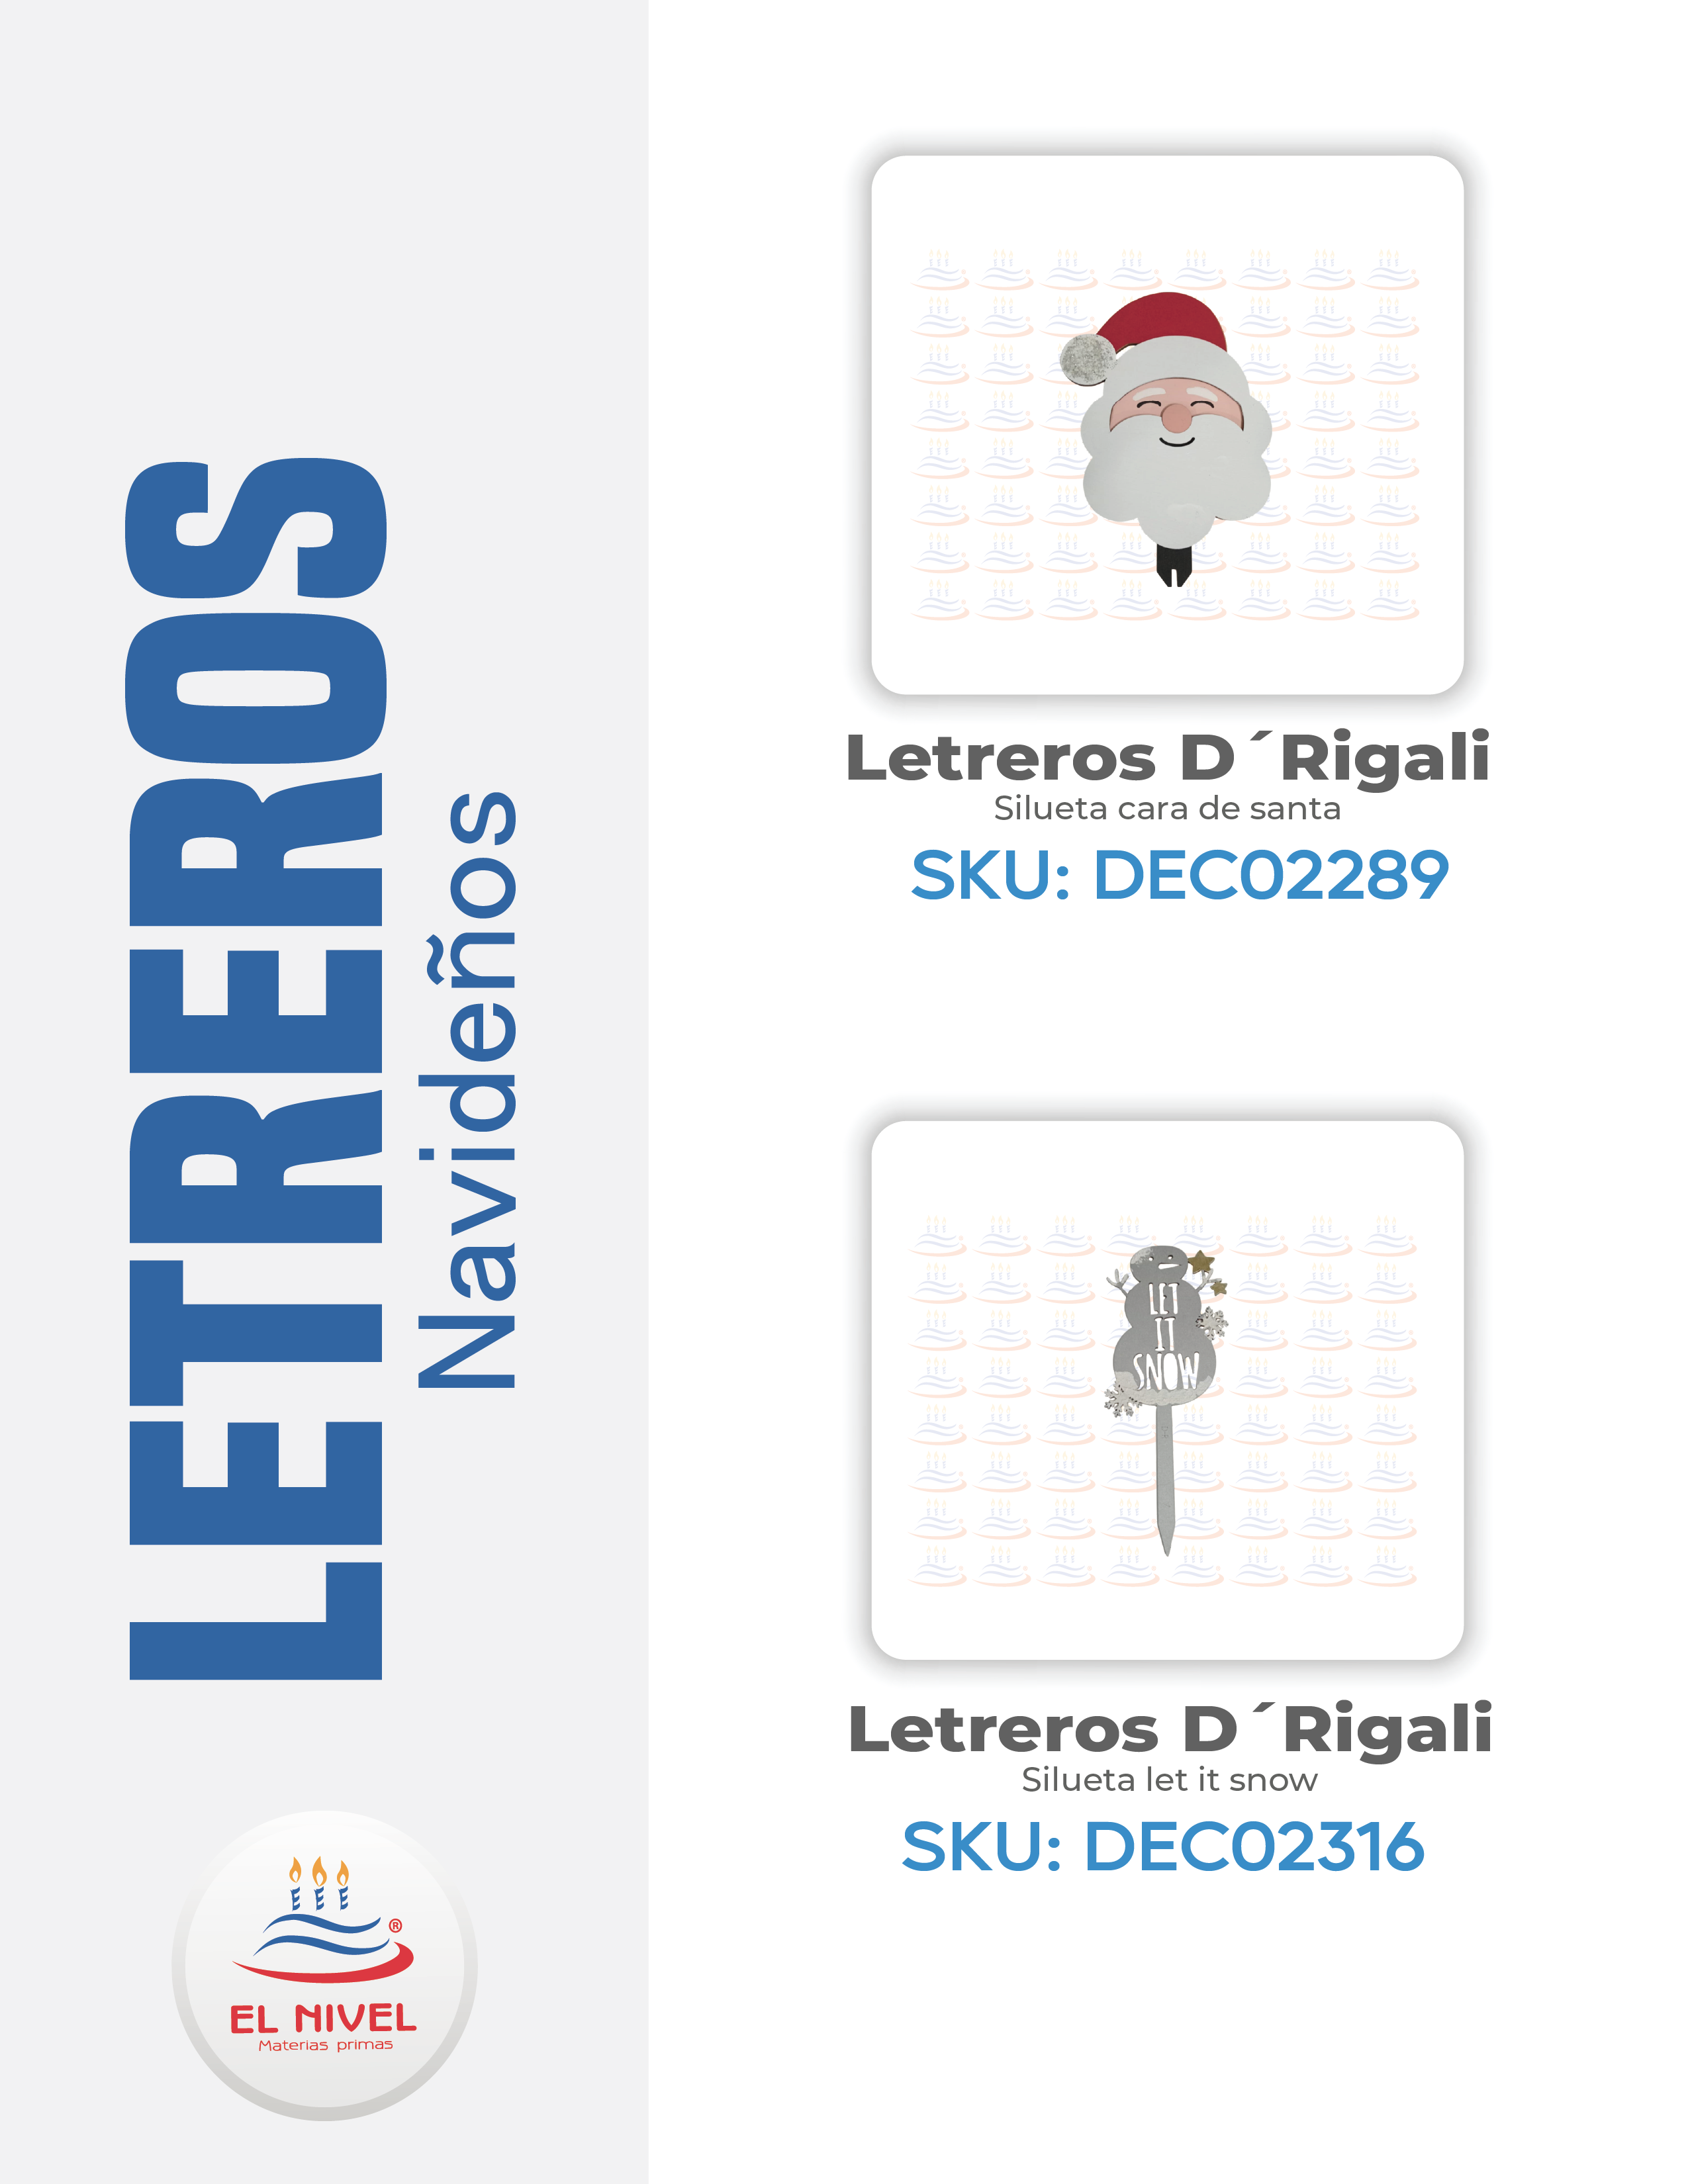 LETREROS
Navideños
®
EL NIVEL
Materias primas
Letreros D´Rigali
Silueta cara de santa
SKU: DEC02289
LET
IT
SNOW
Letreros D´Rigali
Silueta let it snow
SKU: DEC02316